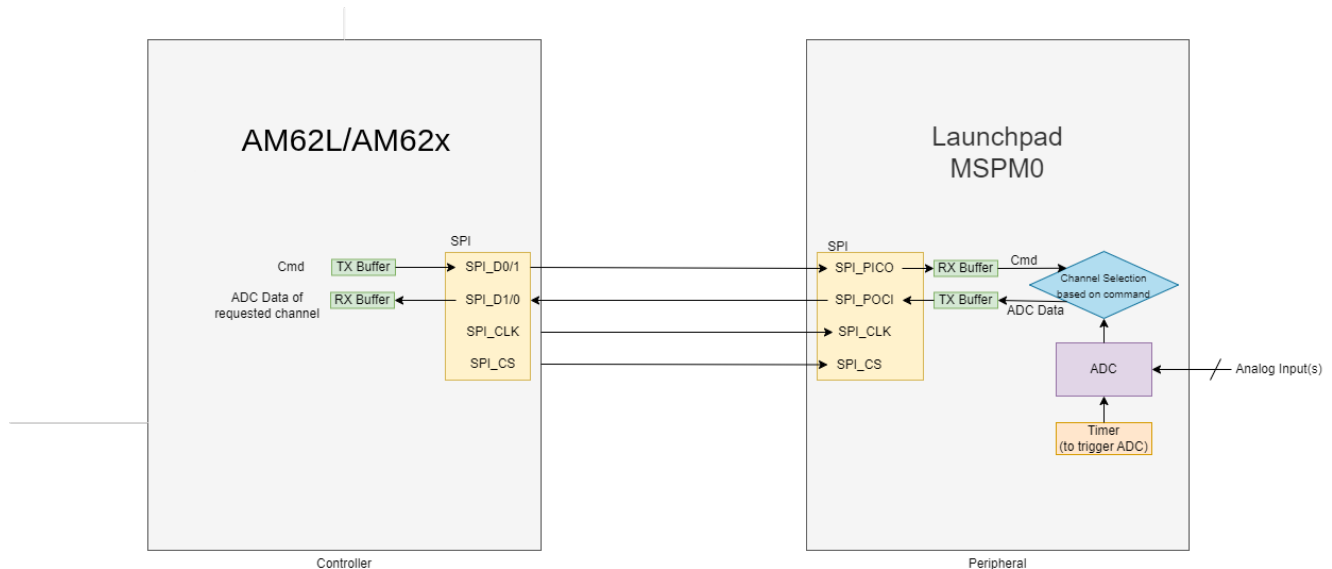 AM62L/AM62x
Launchpad
MSPM0
SPI
Cmd
TX Buffer
SPI_D0/1
ADC Data of
requested channel
RX Buffer
SPI_D1/0
SPI_CLK
SPI_CS
SPI
SPI_PICO
RX Buffer
Cmd
Channel Selection
based on command
SPI_POCI
TX Buffer
ADC Data
SPI_CLK
SPI_CS
ADC
Analog Input(s)
Timer
(to trigger ADC)
Controller
Peripheral